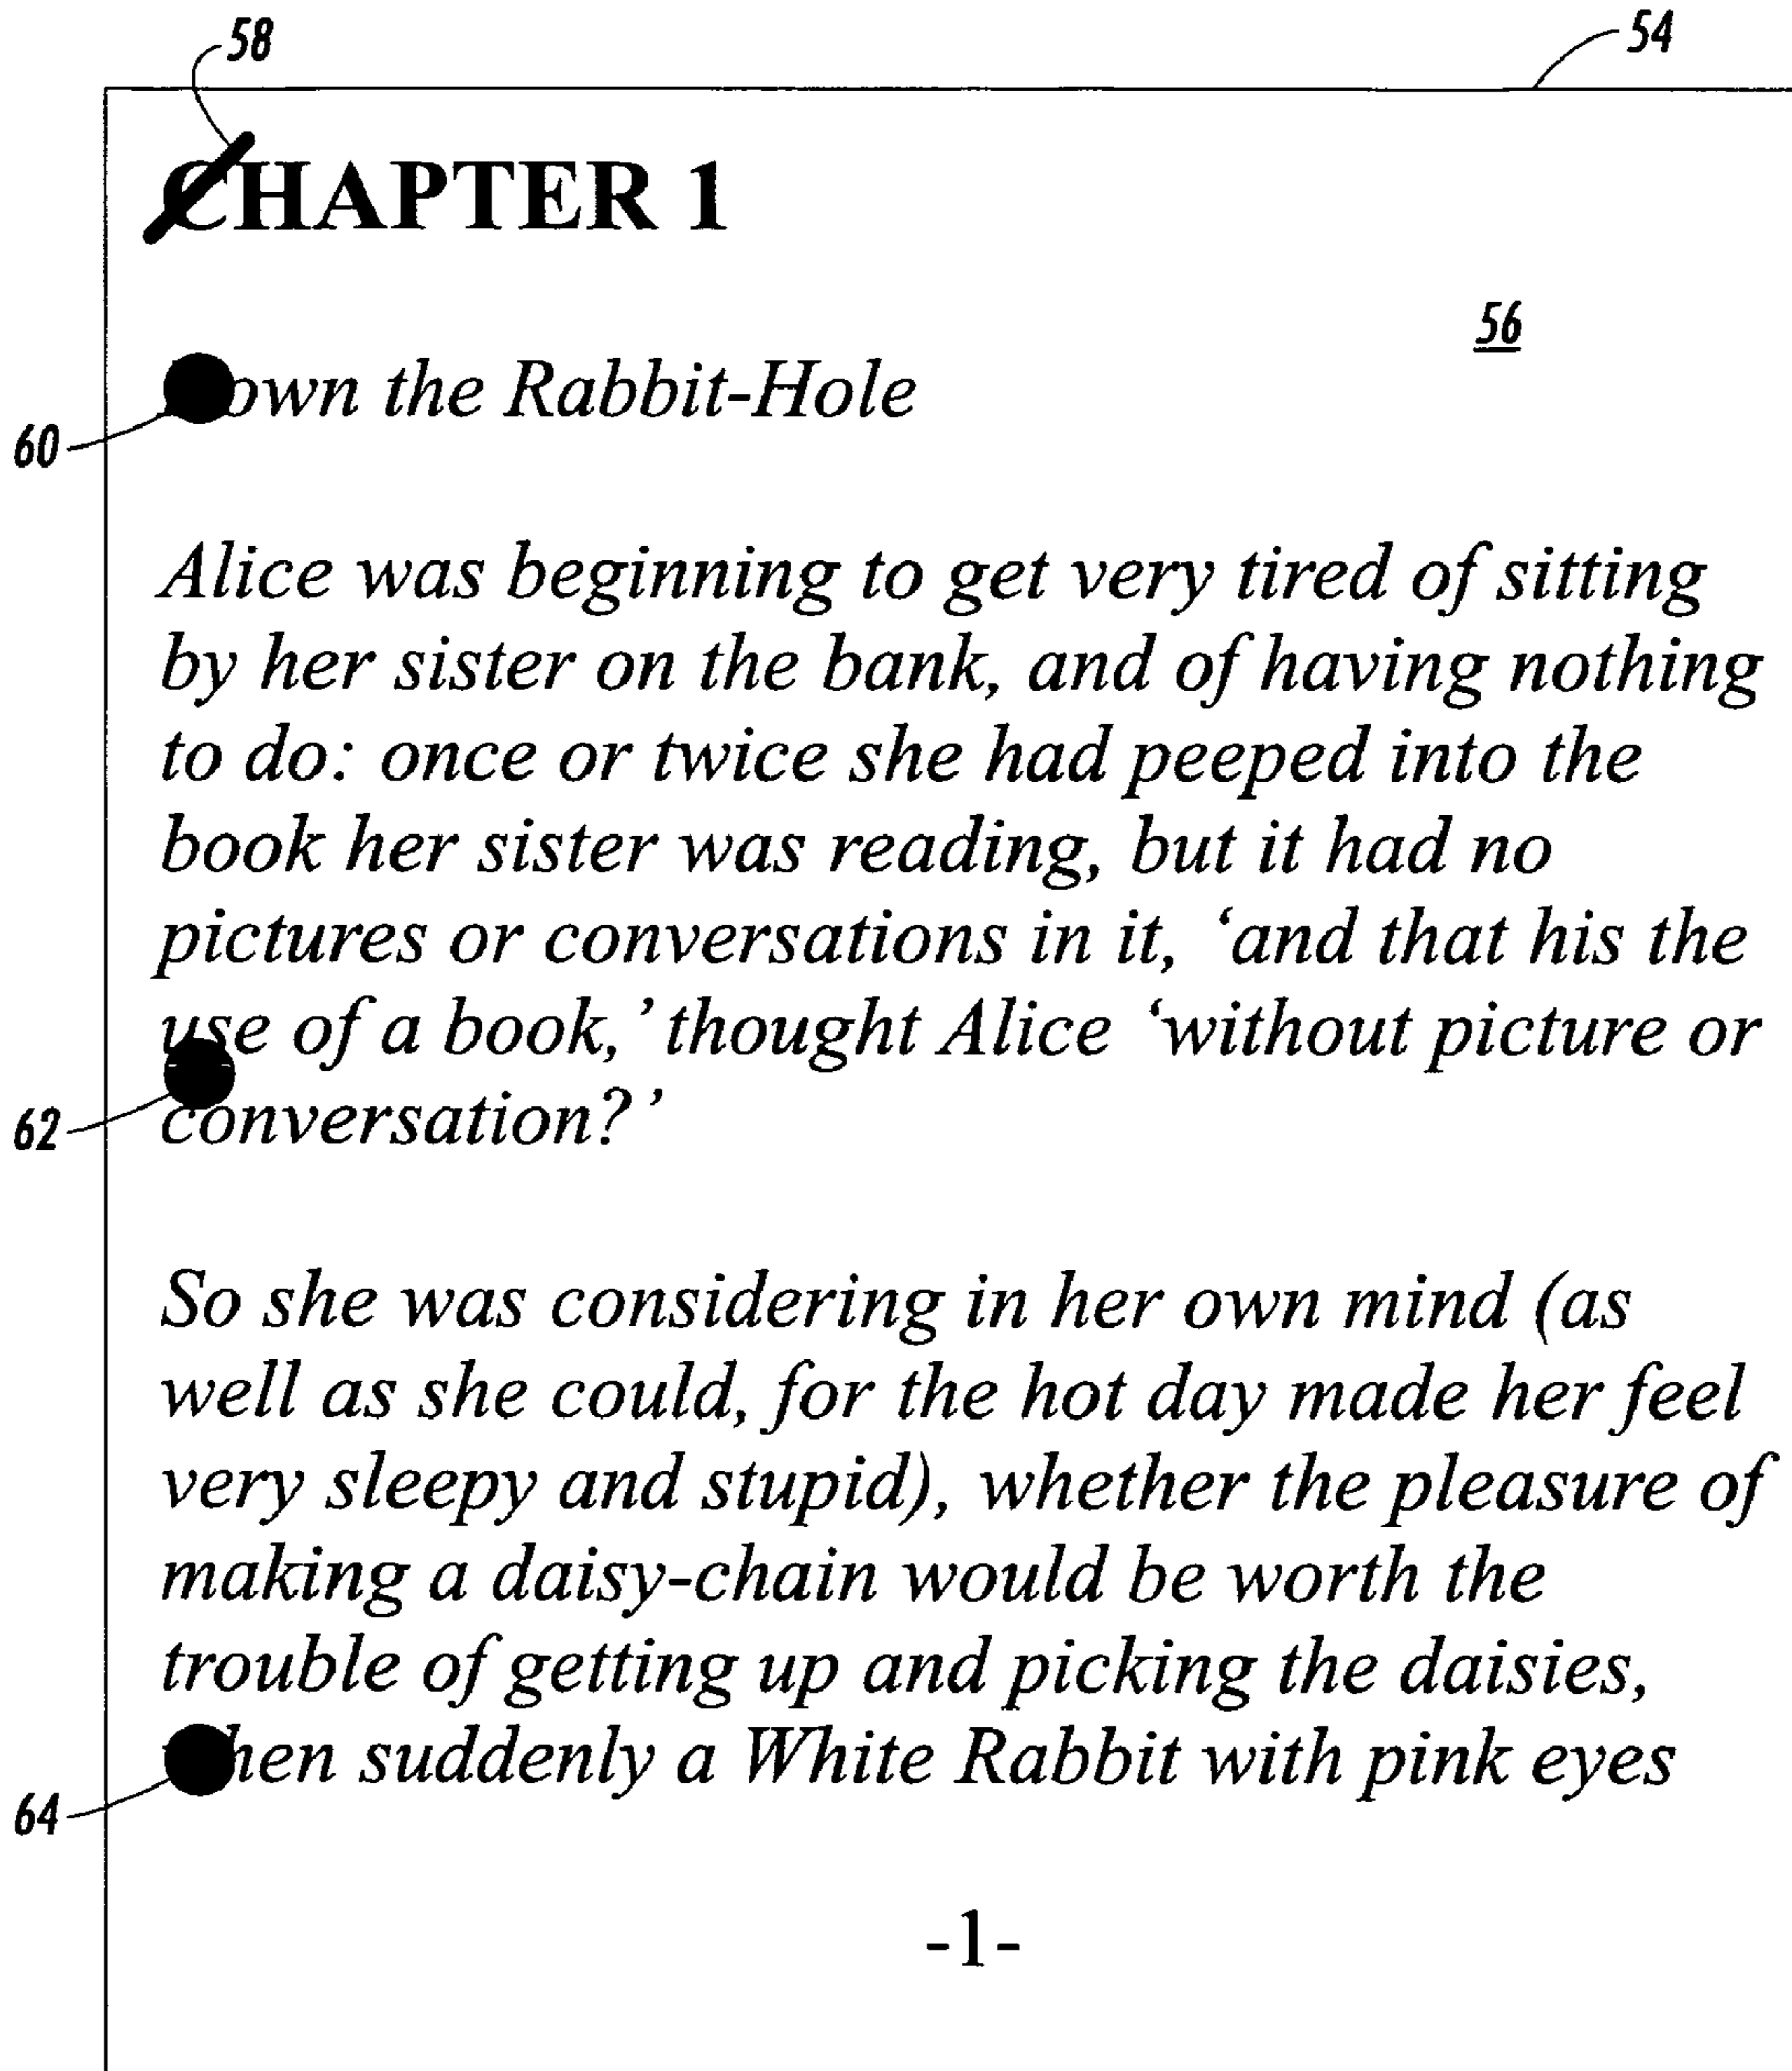 58
54
CHAPTER 1
56
own the Rabbit-Hole
60
Alice was beginning to get very tired of sitting
by her sister on the bank, and of having nothing
to do: once or twice she had peeped into the
book her sister was reading, but it had no
pictures or conversations in it, ‘and that his the
use of a book,’ thought Alice ‘without picture or
62
conversation?’
So she was considering in her own mind (as
well as she could, for the hot day made her feel
very sleepy and stupid), whether the pleasure of
making a daisy-chain would be worth the
trouble of getting up and picking the daisies,
hen suddenly a White Rabbit with pink eyes
64
-1-